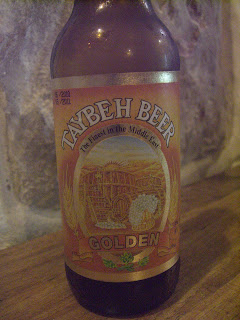 TAYBEH BEER
The Finest in the Middle East
GOLDEN